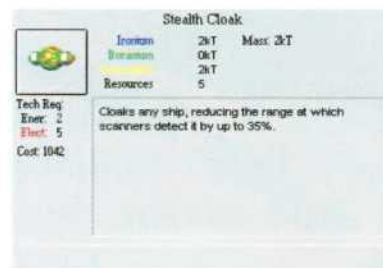 Stealth Cloak
Ironium 2kT Mass: 2kT
Boranium 0kT
2kT
Resources 5
Tech Req:
Ener: 2
Elect: 5
Cost: 1042
Cloaks any ship, reducing the range at which
scanners detect it by up to 35%.